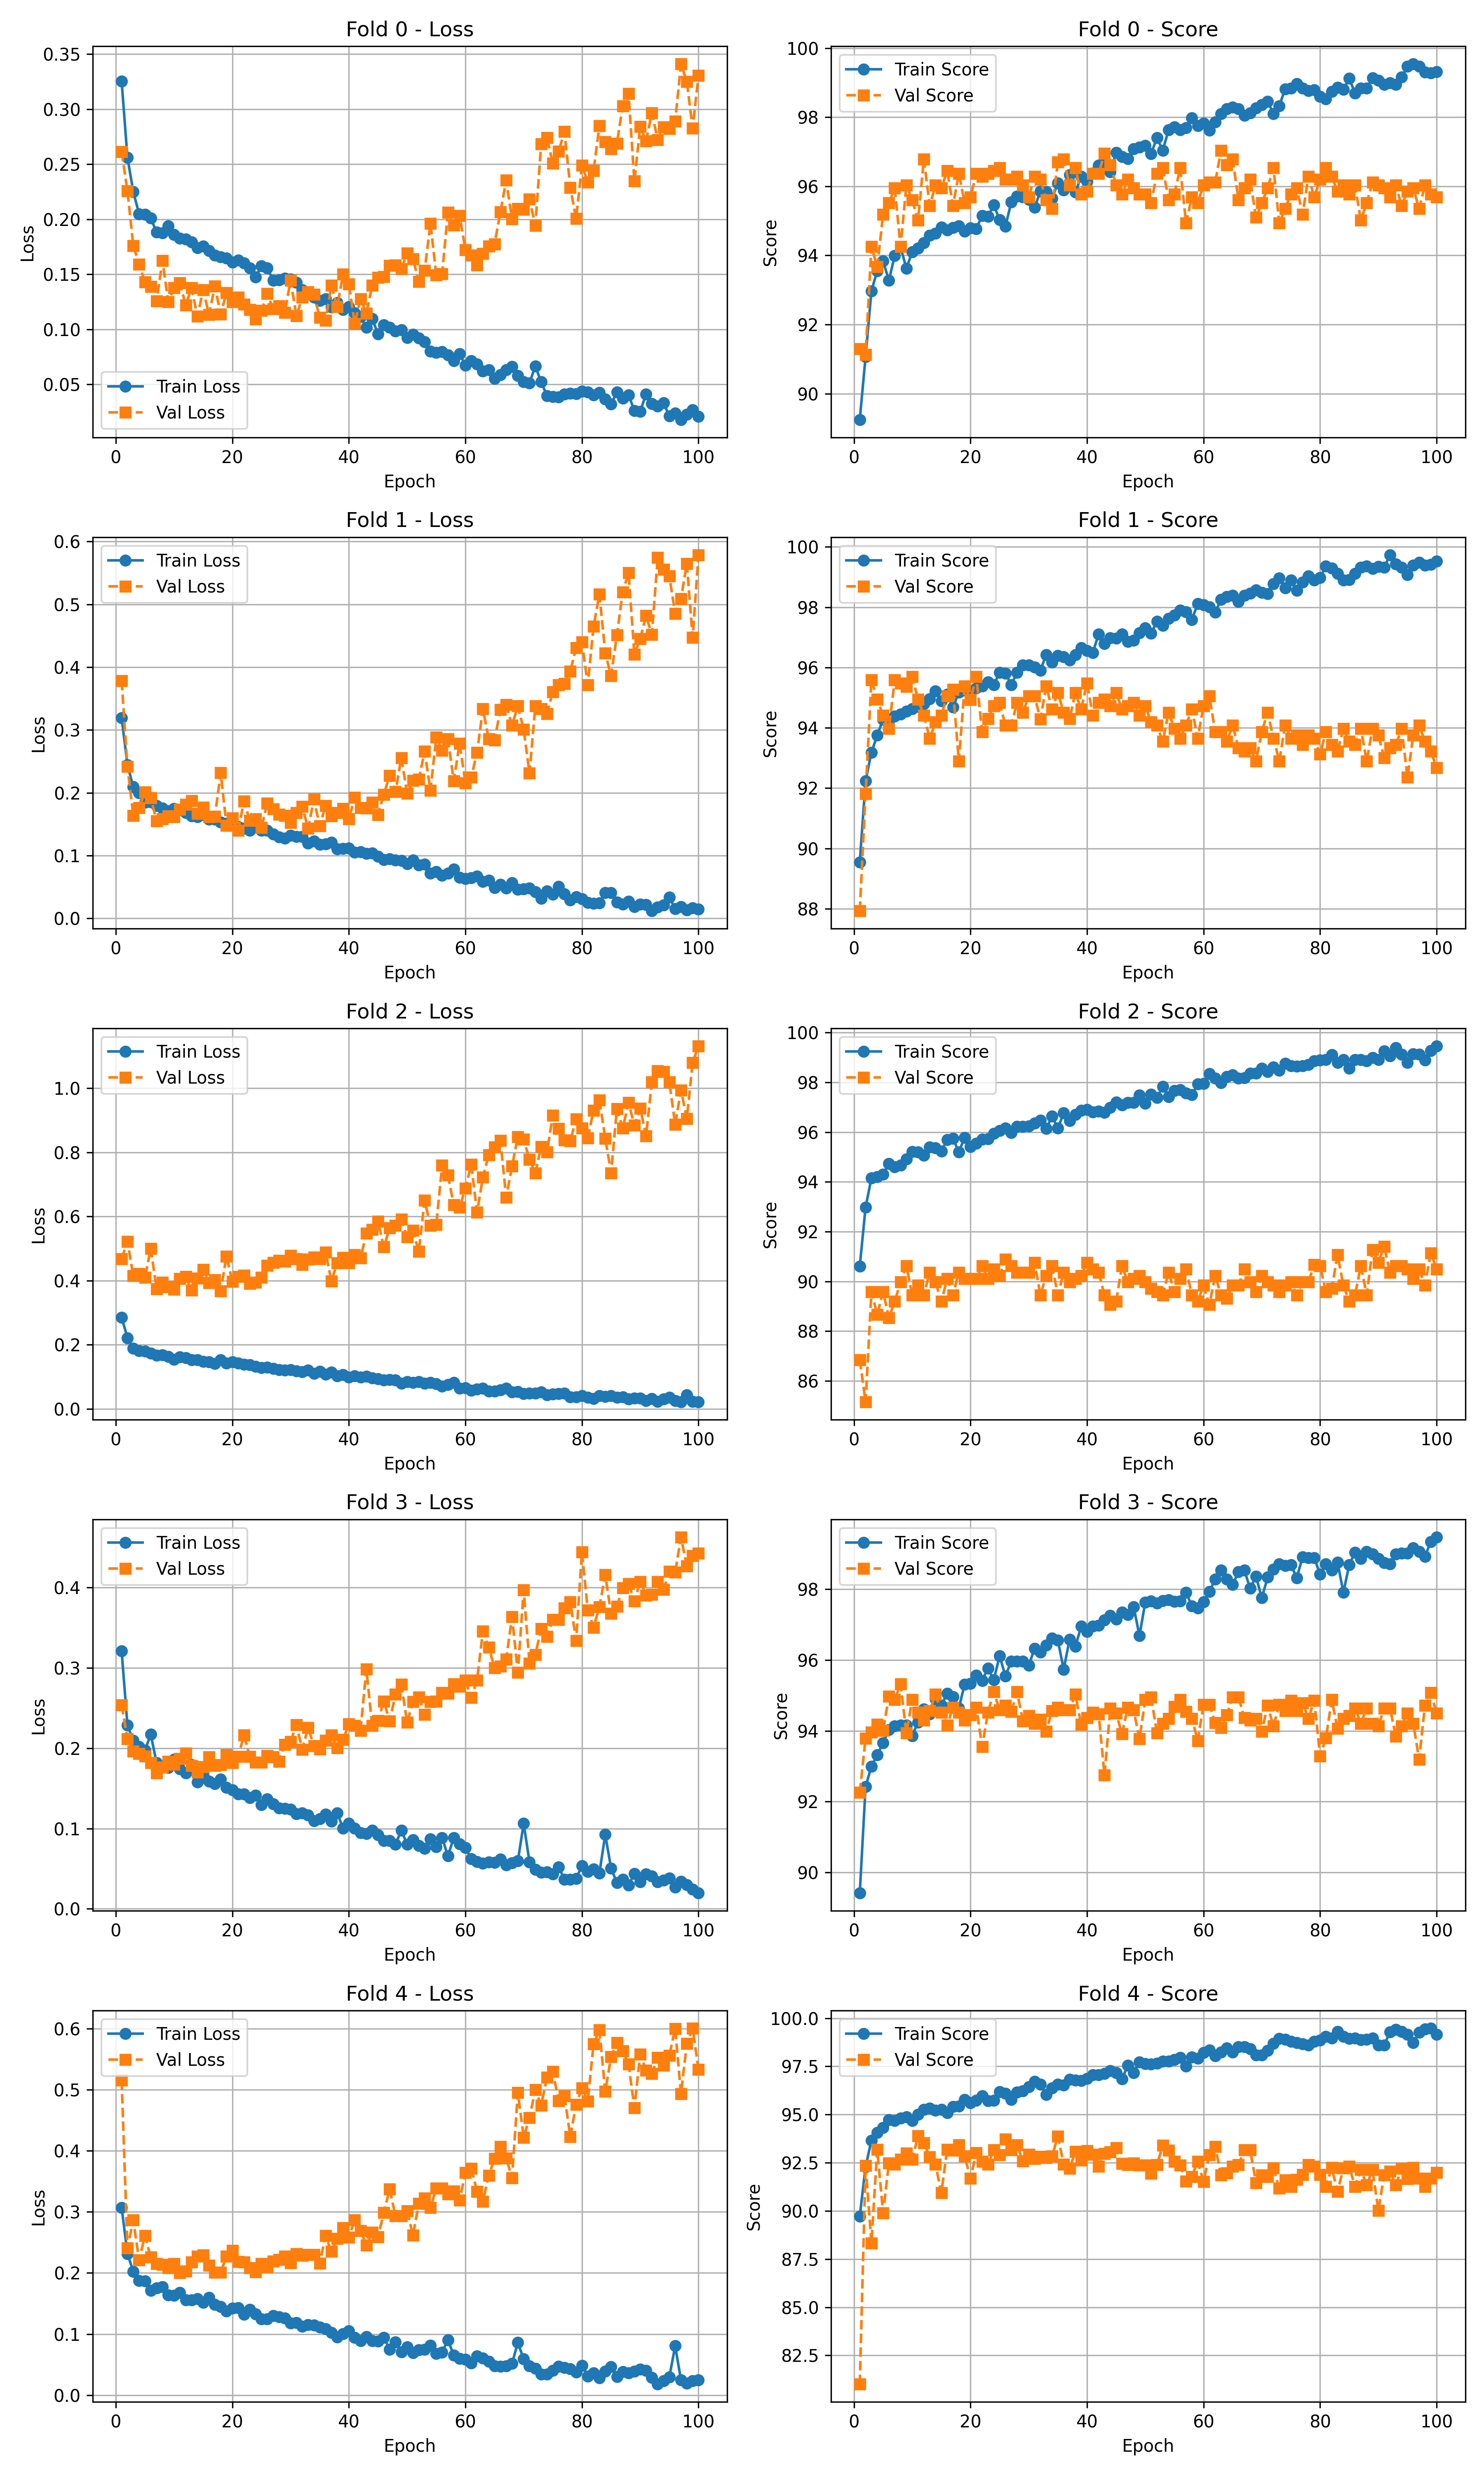 Fold 0 - Loss
0.35
0.30
0.25
0.20
0.15
0.10
0.05
Loss
Train Loss
Val Loss
0 20 40 60 80 100
Epoch
Fold 0 - Score
100
98
96
94
92
90
Score
Train Score
Val Score
0 20 40 60 80 100
Epoch
Fold 1 - Loss
0.6
0.5
0.4
0.3
0.2
0.1
0.0
Loss
Train Loss
Val Loss
0 20 40 60 80 100
Epoch
Fold 1 - Score
100
98
96
94
92
90
88
Score
Train Score
Val Score
0 20 40 60 80 100
Epoch
Fold 2 - Loss
1.0
0.8
0.6
0.4
0.2
0.0
Loss
Train Loss
Val Loss
0 20 40 60 80 100
Epoch
Fold 2 - Score
100
98
96
94
92
90
88
86
Score
Train Score
Val Score
0 20 40 60 80 100
Epoch
Fold 3 - Loss
0.4
0.3
0.2
0.1
0.0
Loss
Train Loss
Val Loss
0 20 40 60 80 100
Epoch
Fold 3 - Score
98
96
94
92
90
Score
Train Score
Val Score
0 20 40 60 80 100
Epoch
Fold 4 - Loss
0.6
0.5
0.4
0.3
0.2
0.1
0.0
Loss
Train Loss
Val Loss
0 20 40 60 80 100
Epoch
Fold 4 - Score
100.0
97.5
95.0
92.5
90.0
87.5
85.0
82.5
Score
Train Score
Val Score
0 20 40 60 80 100
Epoch